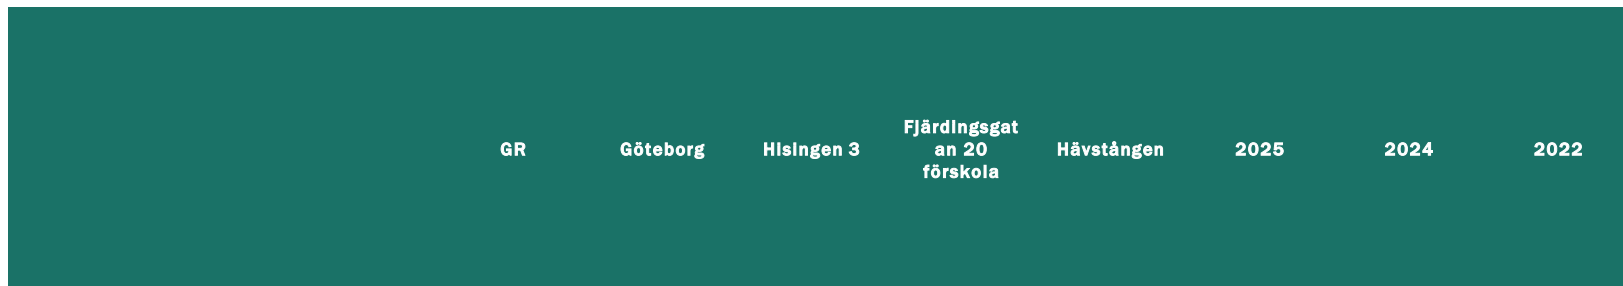 GR Göteborg Hisingen 3 Fjärdingsgat
an 20
förskola Hävstången 2025 2024 2022